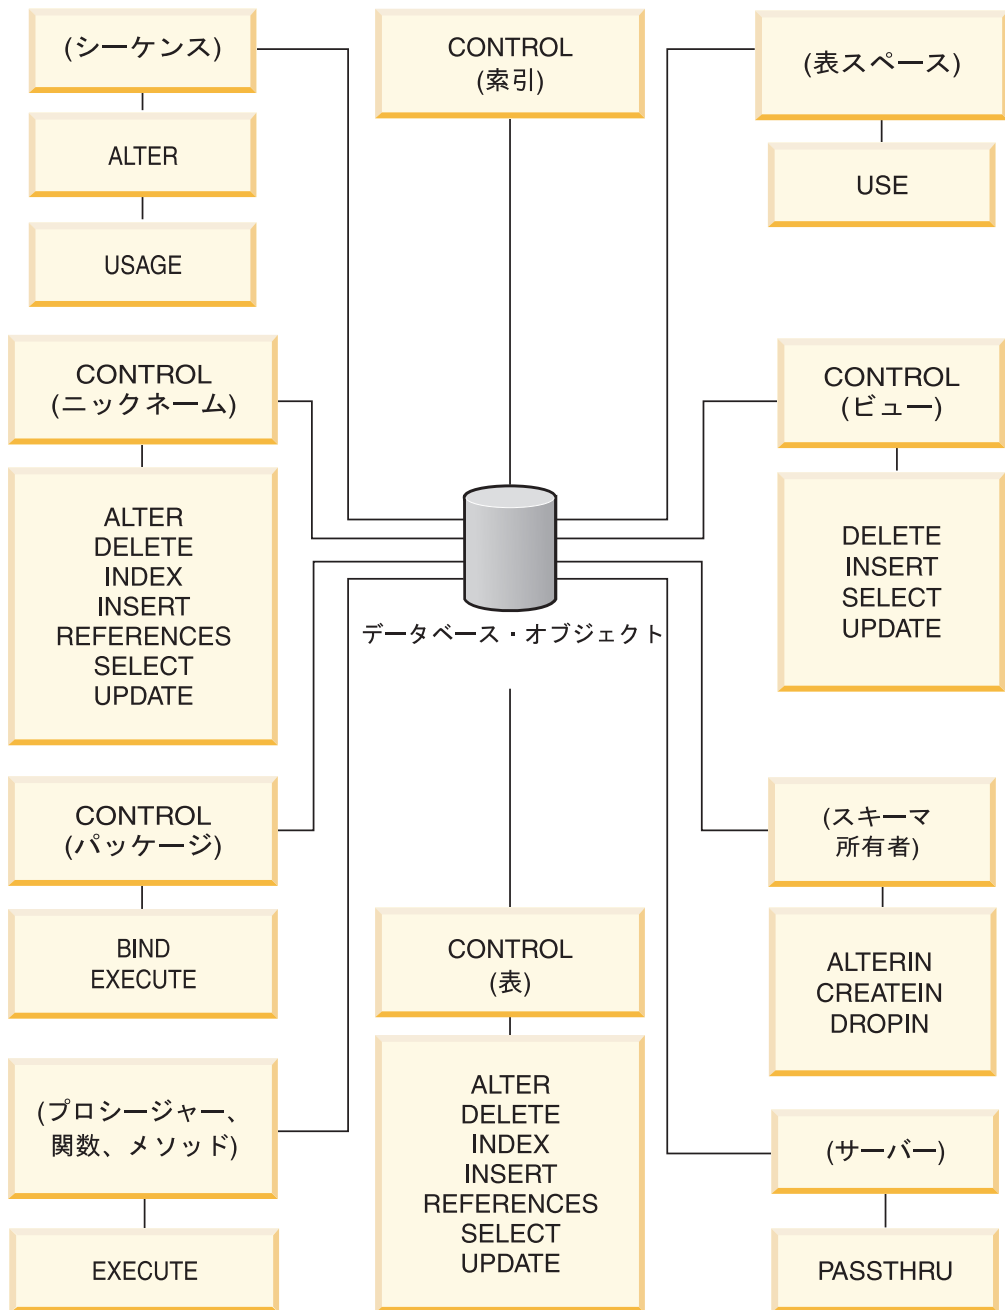 (シーケンス)
ALTER
USAGE
CONTROL
(索引)
(表スペース)
USE
CONTROL
(ニックネーム)
ALTER
DELETE
INDEX
INSERT
REFERENCES
SELECT
UPDATE
CONTROL
(ビュー)
DELETE
INSERT
SELECT
UPDATE
データベース・オブジェクト
CONTROL
(パッケージ)
BIND
EXECUTE
(スキーマ
所有者)
ALTERIN
CREATEIN
DROPIN
CONTROL
(表)
ALTER
DELETE
INDEX
INSERT
REFERENCES
SELECT
UPDATE
(プロシージャー、
関数、メソッド)
EXECUTE
(サーバー)
PASSTHRU